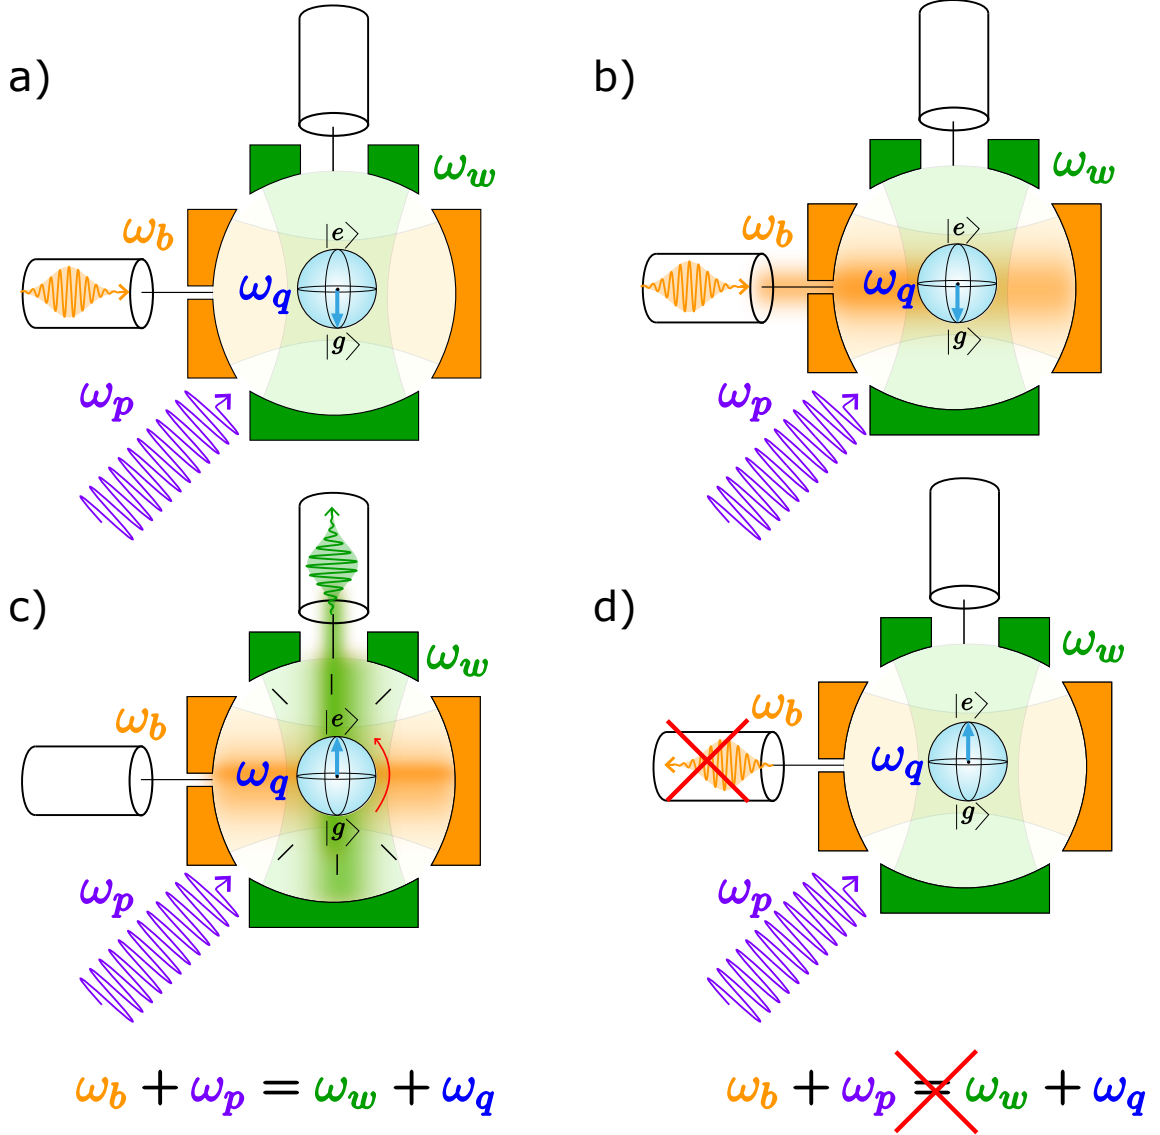 a)
ω_w
ω_b
|e⟩
ω_q
|g⟩
ω_p
b)
ω_w
ω_b
|e⟩
ω_q
|g⟩
ω_p
c)
ω_w
ω_b
|e⟩
ω_q
|g⟩
ω_p
ω_b + ω_p = ω_w + ω_q
d)
ω_w
ω_b
|e⟩
ω_q
|g⟩
ω_p
ω_b + ω_p = ω_w + ω_q